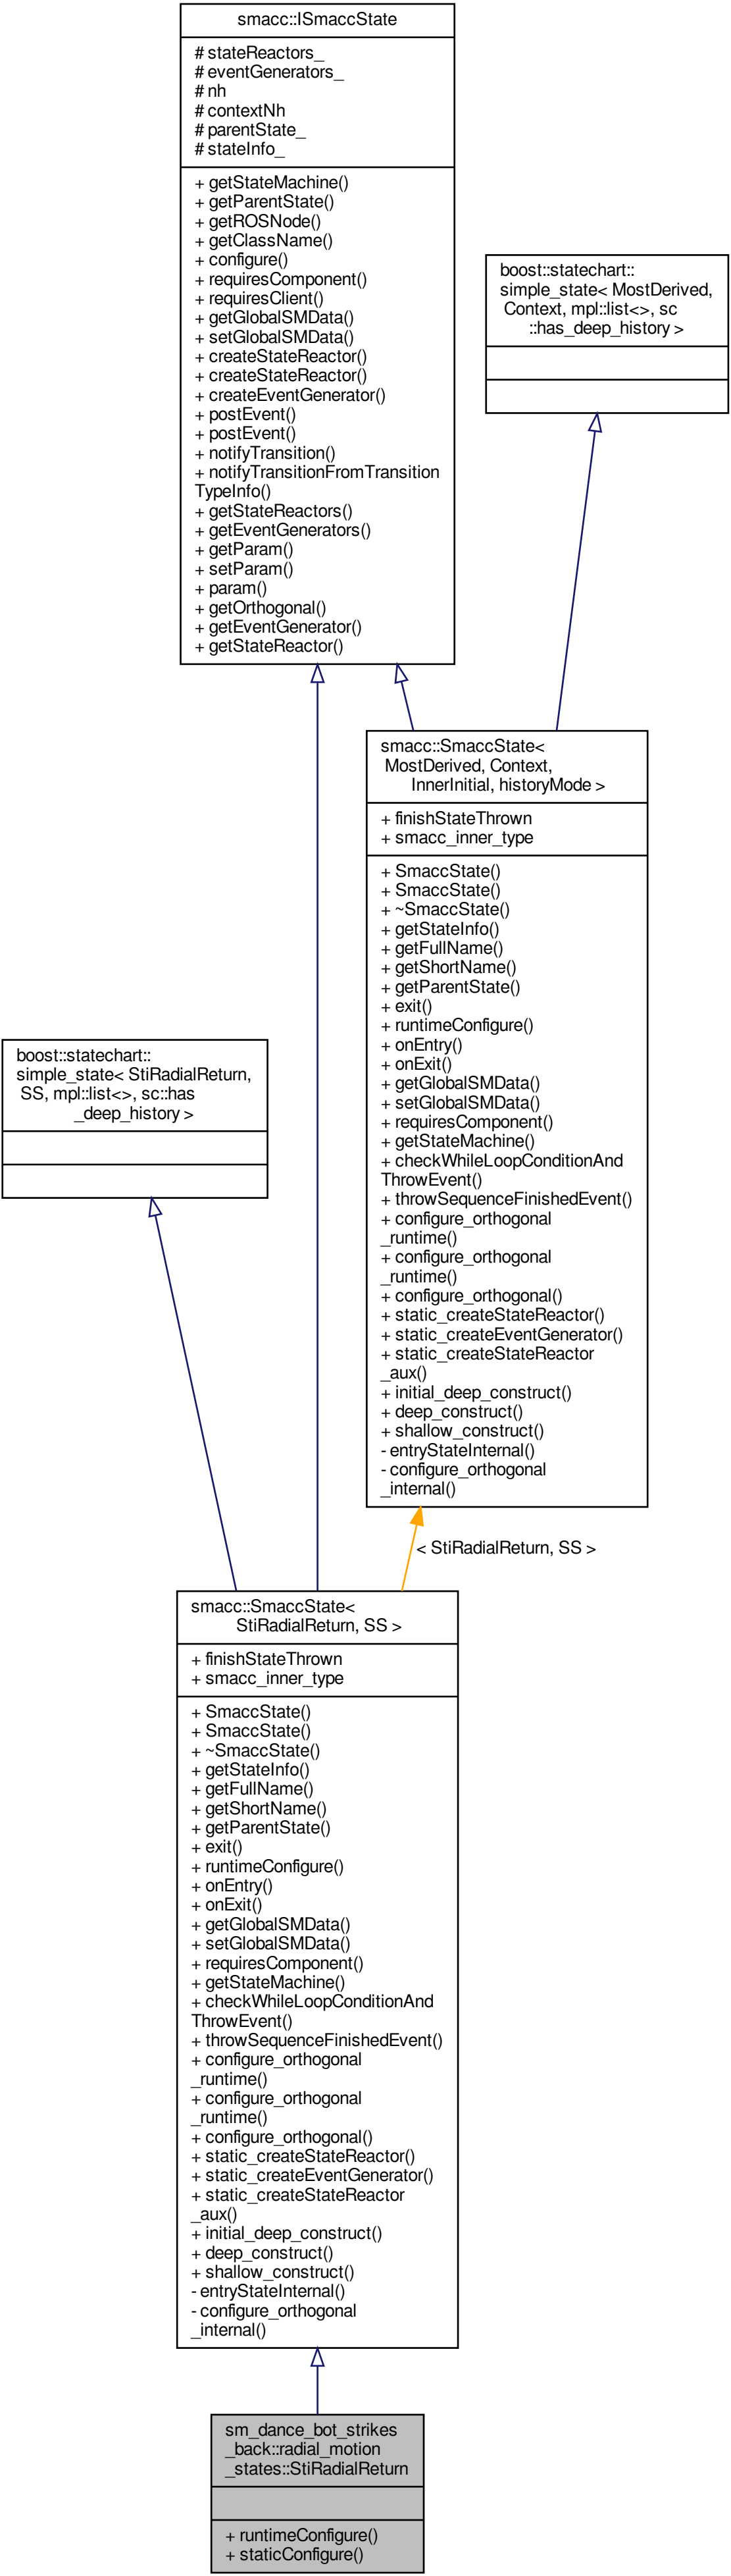 smacc::ISmaccState
# stateReactors_
# eventGenerators_
# nh
# contextNh
# parentState_
# stateInfo_
+ getStateMachine()
+ getParentState()
+ getROSNode()
+ getClassName()
+ configure()
+ requiresComponent()
+ requiresClient()
+ getGlobalSMData()
+ setGlobalSMData()
+ createStateReactor()
+ createStateReactor()
+ createEventGenerator()
+ postEvent()
+ postEvent()
+ notifyTransition()
+ notifyTransitionFromTransition
TypeInfo()
+ getStateReactors()
+ getEventGenerators()
+ getParam()
+ setParam()
+ param()
+ getOrthogonal()
+ getEventGenerator()
+ getStateReactor()
boost::statechart::
simple_state< MostDerived,
Context, mpl::list<>, sc
::has_deep_history >
smacc::SmaccState<
MostDerived, Context,
InnerInitial, historyMode >
+ finishStateThrown
+ smacc_inner_type
+ SmaccState()
+ SmaccState()
+ ~SmaccState()
+ getStateInfo()
+ getFullName()
+ getShortName()
+ getParentState()
+ exit()
+ runtimeConfigure()
+ onEntry()
+ onExit()
+ getGlobalSMData()
+ setGlobalSMData()
+ requiresComponent()
+ getStateMachine()
+ checkWhileLoopConditionAnd
ThrowEvent()
+ throwSequenceFinishedEvent()
+ configure_orthogonal
_runtime()
+ configure_orthogonal
_runtime()
+ configure_orthogonal()
+ static_createStateReactor()
+ static_createEventGenerator()
+ static_createStateReactor
_aux()
+ initial_deep_construct()
+ deep_construct()
+ shallow_construct()
- entryStateInternal()
- configure_orthogonal
_internal()
boost::statechart::
simple_state< StiRadialReturn,
SS, mpl::list<>, sc::has
_deep_history >
< StiRadialReturn, SS >
smacc::SmaccState<
StiRadialReturn, SS >
+ finishStateThrown
+ smacc_inner_type
+ SmaccState()
+ SmaccState()
+ ~SmaccState()
+ getStateInfo()
+ getFullName()
+ getShortName()
+ getParentState()
+ exit()
+ runtimeConfigure()
+ onEntry()
+ onExit()
+ getGlobalSMData()
+ setGlobalSMData()
+ requiresComponent()
+ getStateMachine()
+ checkWhileLoopConditionAnd
ThrowEvent()
+ throwSequenceFinishedEvent()
+ configure_orthogonal
_runtime()
+ configure_orthogonal
_runtime()
+ configure_orthogonal()
+ static_createStateReactor()
+ static_createEventGenerator()
+ static_createStateReactor
_aux()
+ initial_deep_construct()
+ deep_construct()
+ shallow_construct()
- entryStateInternal()
- configure_orthogonal
_internal()
sm_dance_bot_strikes
_back::radial_motion
_states::StiRadialReturn
+ runtimeConfigure()
+ staticConfigure()